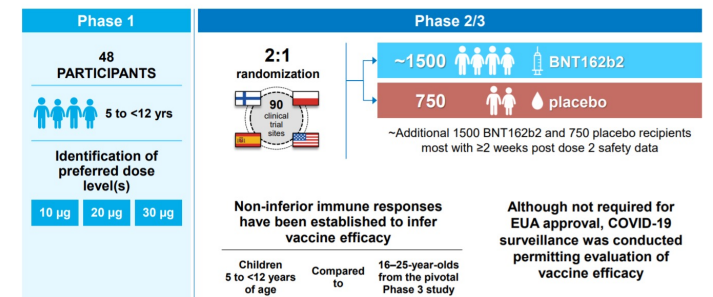 Phase 1
48
PARTICIPANTS
5 to <12 yrs
Identification of
preferred dose
level(s)
10 µg 20 µg 30 µg
Phase 2/3
2:1
randomization
90
clinical
trial
sites
~1500 BNT162b2
750 placebo
~Additional 1500 BNT162b2 and 750 placebo recipients
most with ≥2 weeks post dose 2 safety data
Non-inferior immune responses
have been established to infer
vaccine efficacy
Children
5 to <12 years
of age
Compared
to
16–25-year-olds
from the pivotal
Phase 3 study
Although not required for
EUA approval, COVID-19
surveillance was conducted
permitting evaluation of
vaccine efficacy